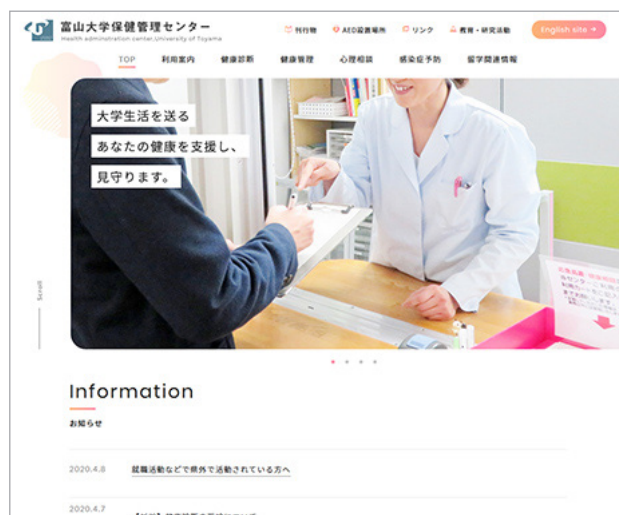 富山大学保健管理センター
Health administration center,University of Toyama
刊行物 AED設置場所 リンク 教育・研究活動 English site →
TOP 利用案内 健康診断 健康管理 心理相談 感染症予防 留学関連情報
大学生活を送る
あなたの健康を支援し、
見守ります。
Scroll
Information
お知らせ
2020.4.8 就職活動などで県外で活動されている方へ
2020.4.7